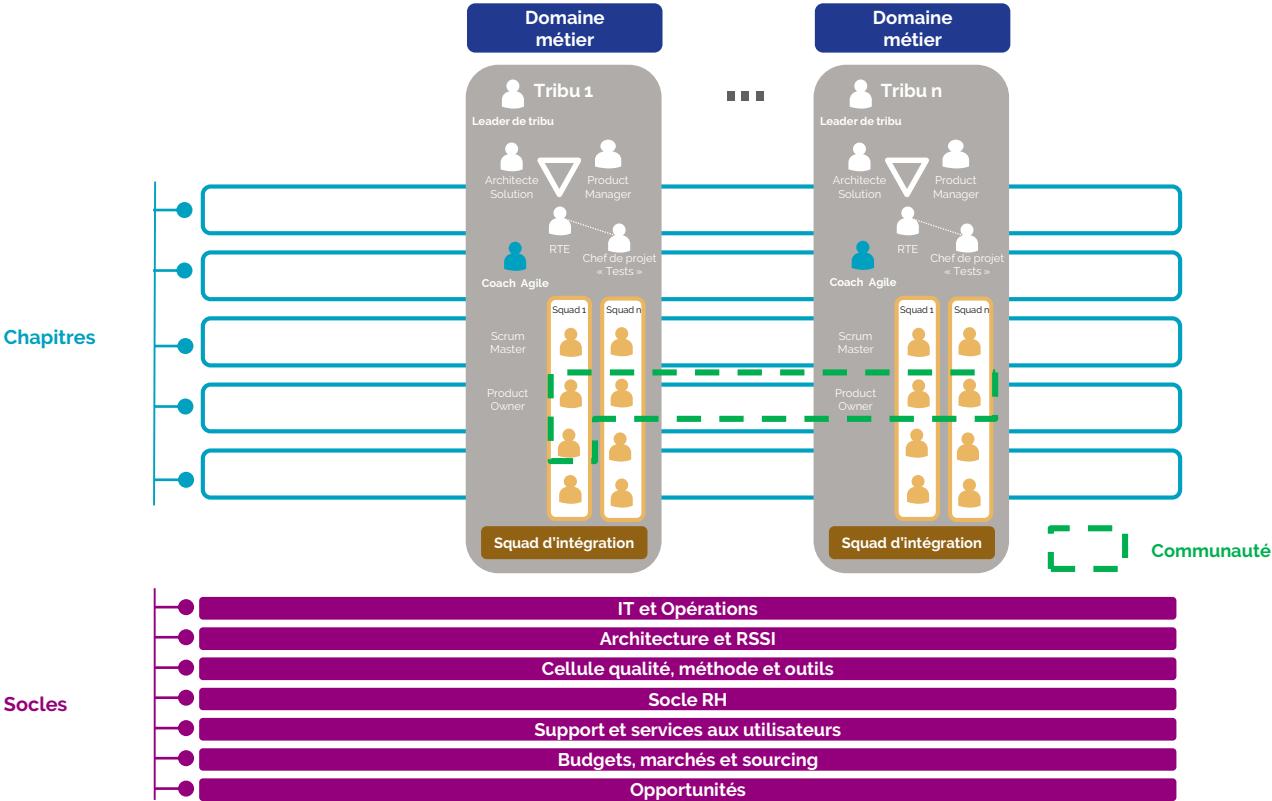 Domaine
métier
Domaine
métier
Tribu 1
Leader de tribu
Architecte
Solution
Product
Manager
RTE
Chef de projet
« Tests »
Coach Agile
Squad 1
Squad n
Scrum
Master
Product
Owner
Squad d'intégration
...
Tribu n
Leader de tribu
Architecte
Solution
Product
Manager
RTE
Chef de projet
« Tests »
Coach Agile
Squad 1
Squad n
Scrum
Master
Product
Owner
Squad d'intégration
Chapitres
Communauté
Socles
IT et Opérations
Architecture et RSSI
Cellule qualité, méthode et outils
Socle RH
Support et services aux utilisateurs
Budgets, marchés et sourcing
Opportunités